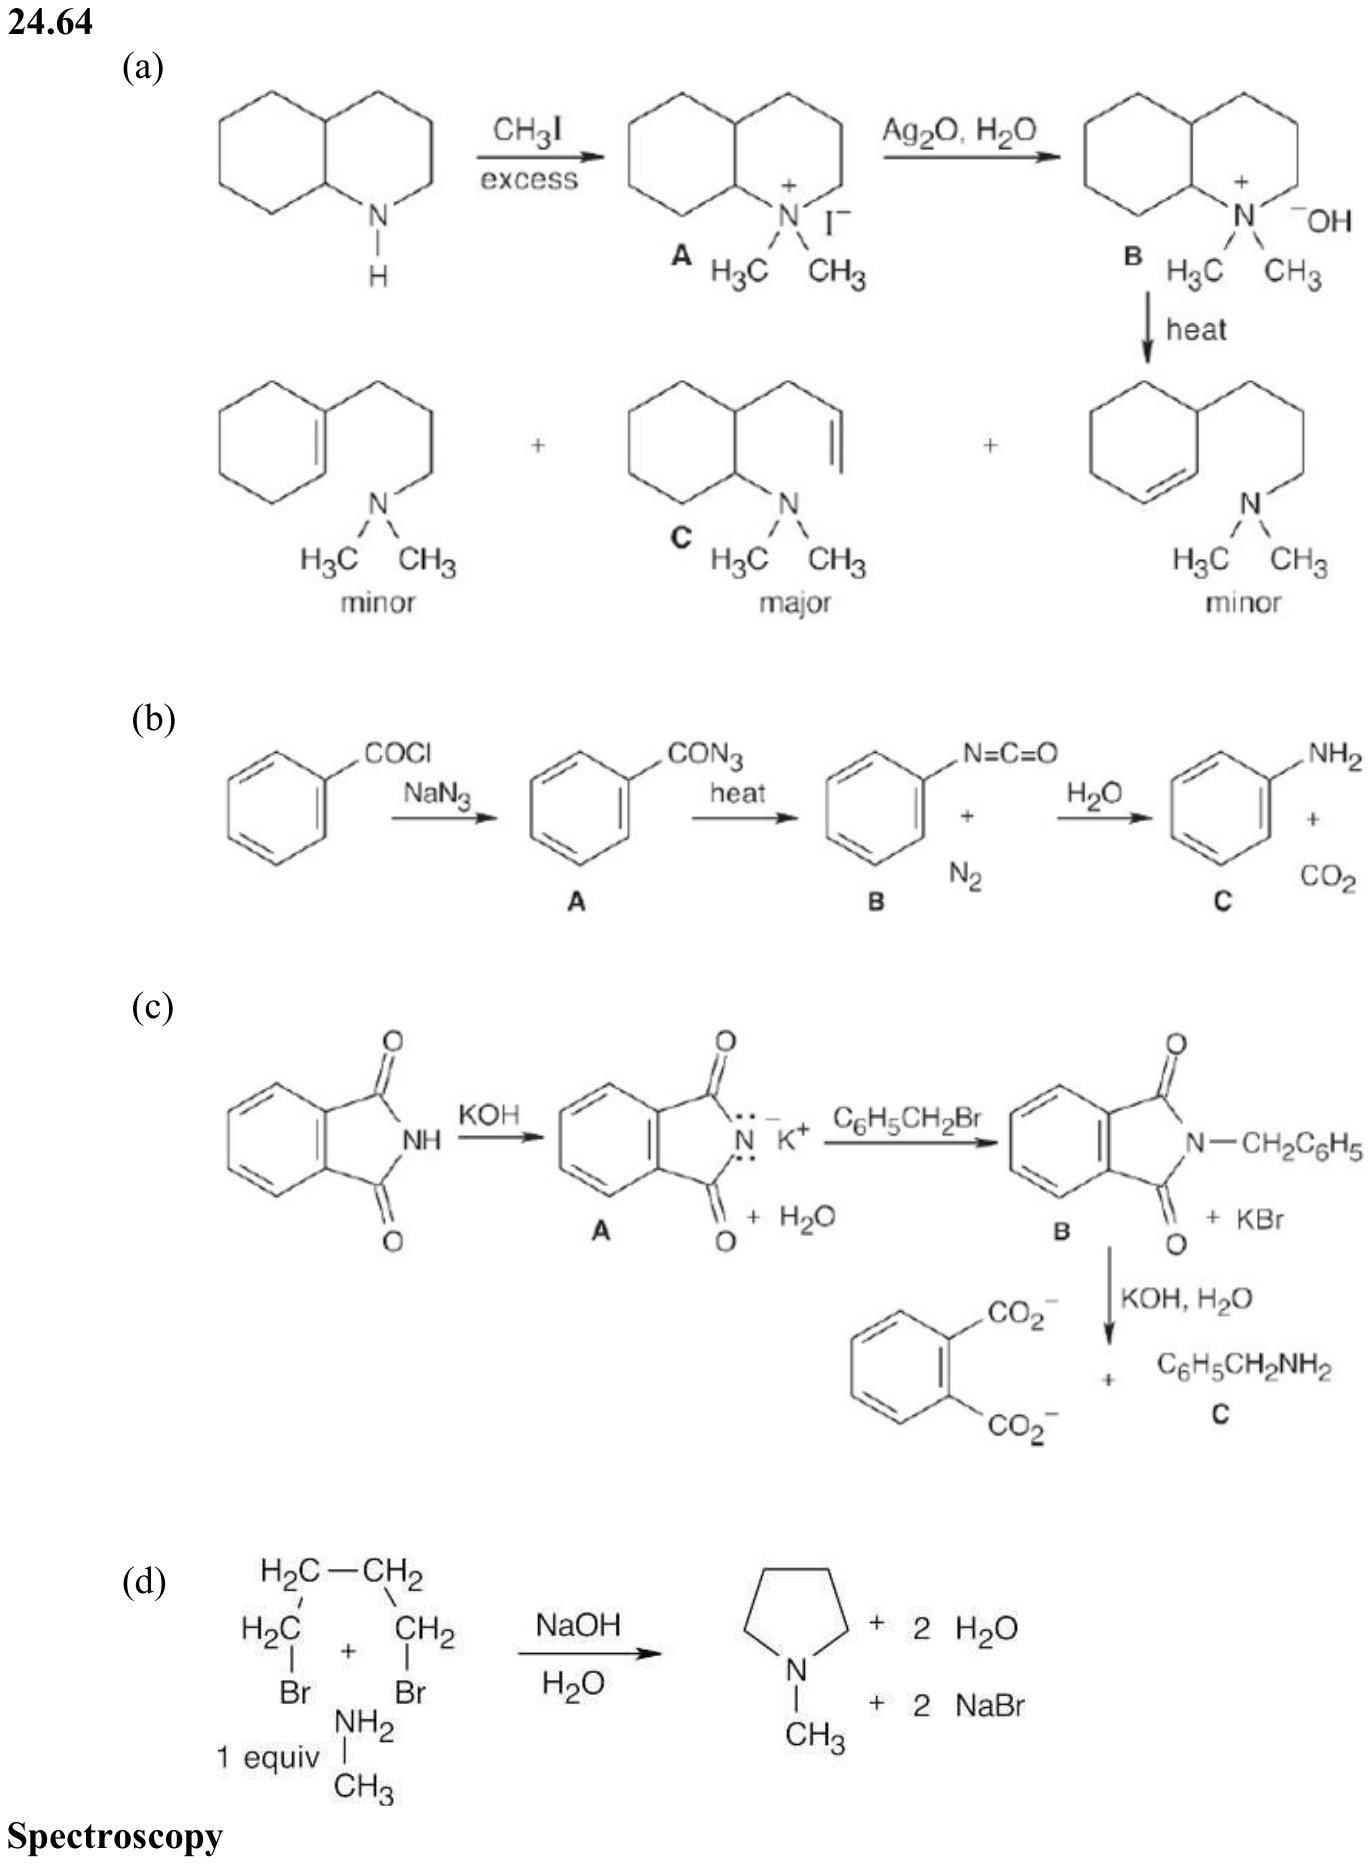 24.64
(a)
CH3I
excess
N
H
A
N+
I−
H3C CH3
Ag2O, H2O
B
N+
−OH
H3C CH3
heat
N
H3C CH3
minor
+
C
N
H3C CH3
major
+
N
H3C CH3
minor
(b)
COCl
NaN3
CON3
A
heat
N=C=O
+
N2
B
H2O
NH2
+
CO2
C
(c)
O
NH
O
KOH
O
N − K+
O
+ H2O
A
C6H5CH2Br
O
N—CH2C6H5
O
+ KBr
B
KOH, H2O
CO2−
CO2−
+
C6H5CH2NH2
C
(d)
H2C—CH2
H2C + CH2
Br Br
NH2
1 equiv
CH3
NaOH
H2O
N
CH3
+ 2 H2O
+ 2 NaBr
Spectroscopy